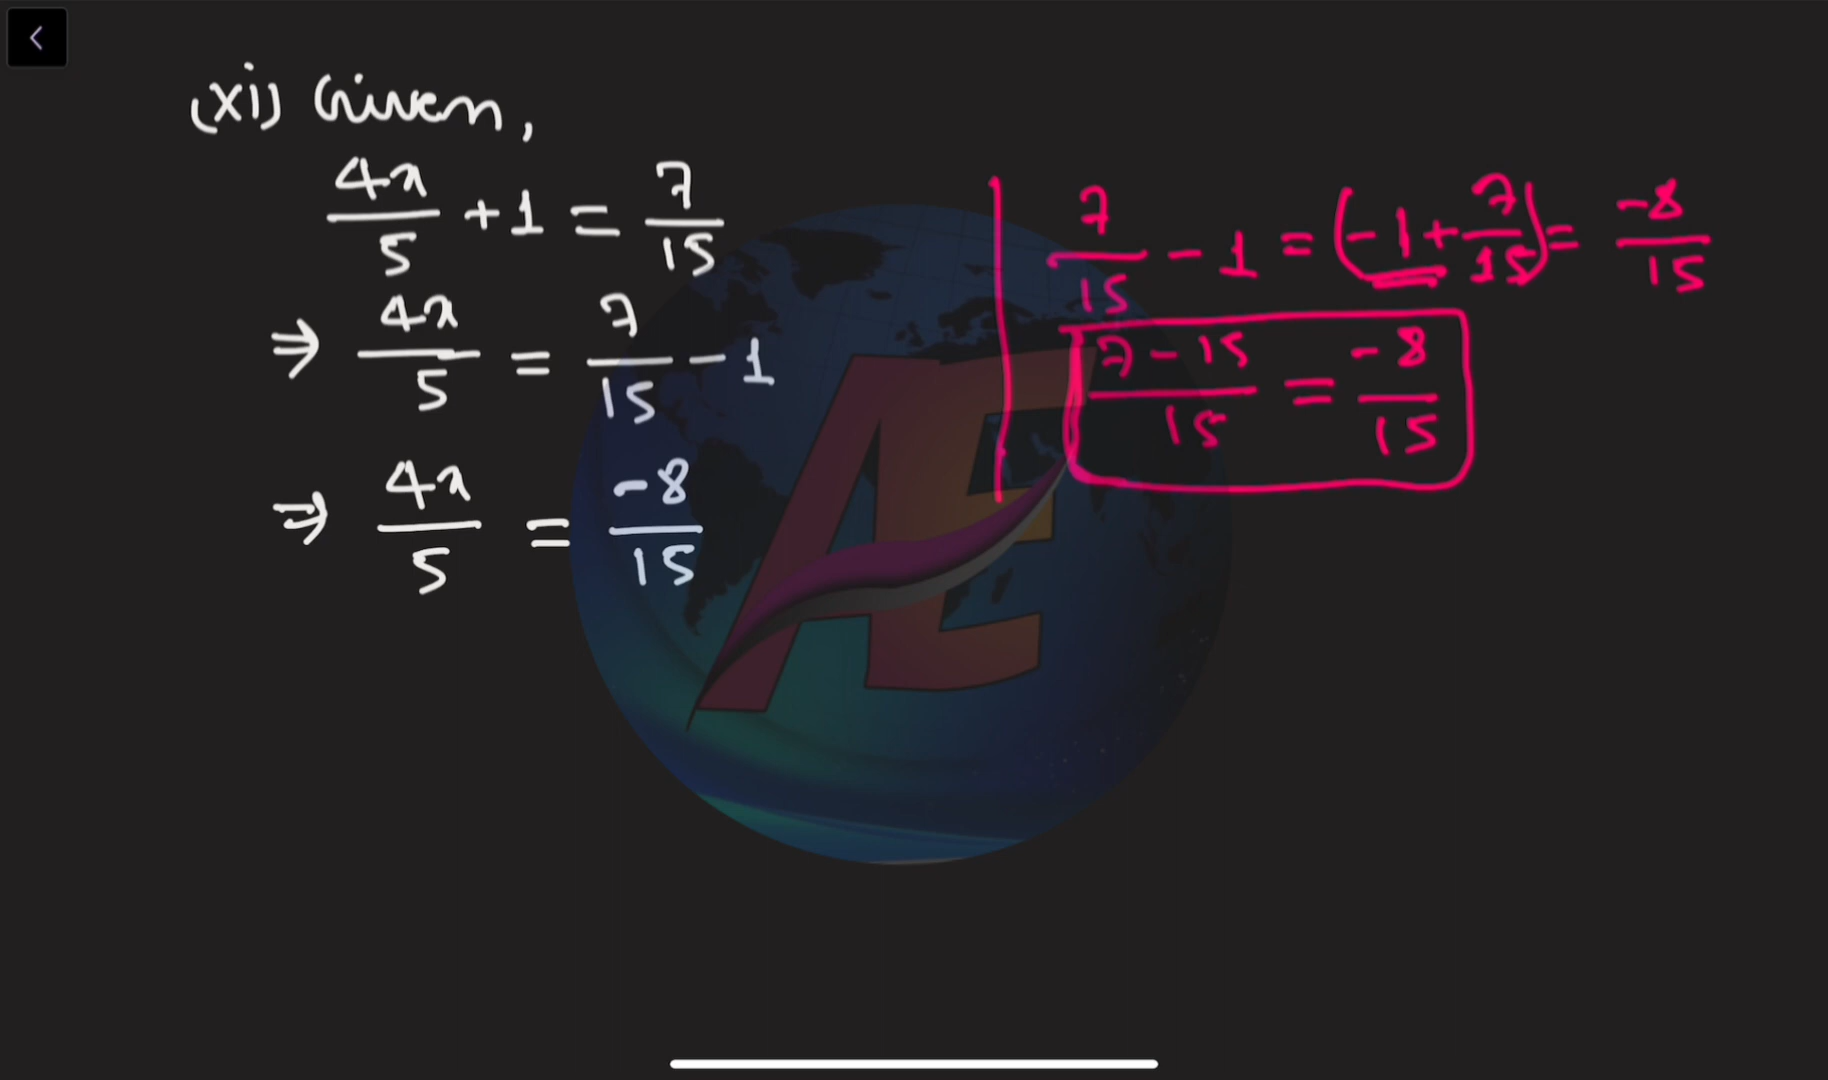 (xi) Given,
4x/5 + 1 = 7/15
⇒ 4x/5 = 7/15 - 1
⇒ 4x/5 = -8/15
7/15 - 1 = (-1 + 7/15) = -8/15
7-15/15 = -8/15
AE